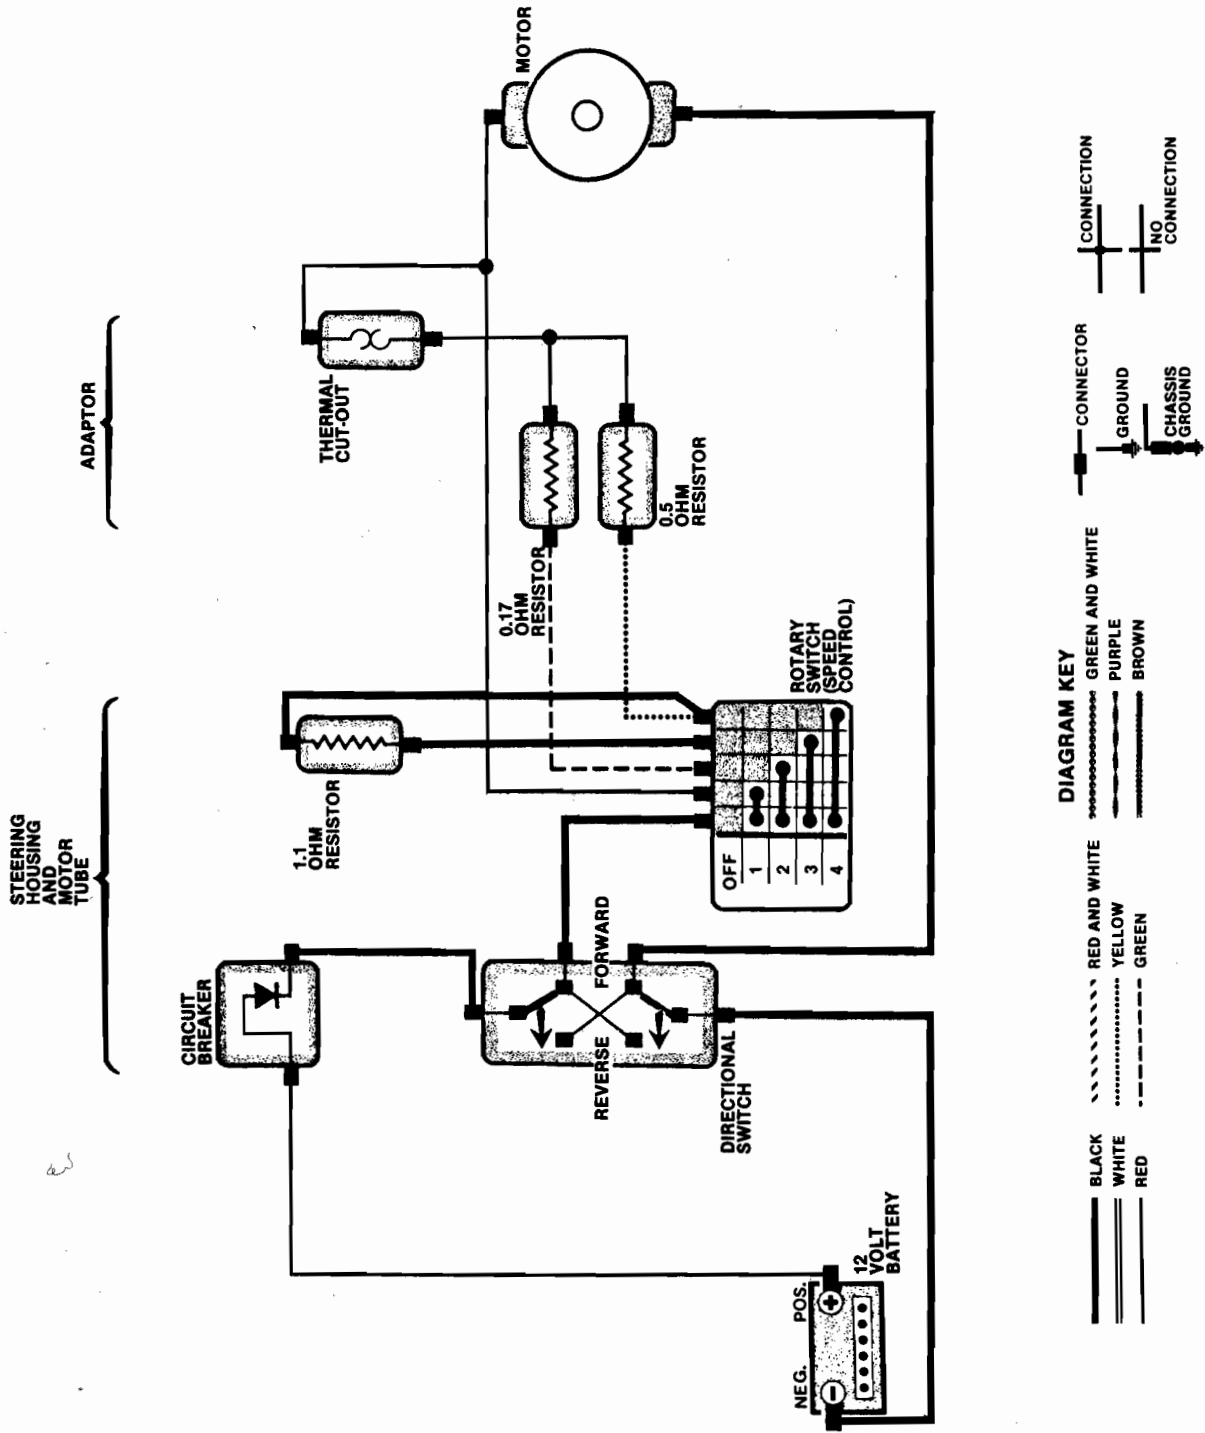 STEERING
HOUSING
AND
MOTOR
TUBE
ADAPTOR
CIRCUIT
BREAKER
1.1
OHM
RESISTOR
THERMAL
CUT-OUT
MOTOR
0.17
OHM
RESISTOR
0.5
OHM
RESISTOR
REVERSE
FORWARD
DIRECTIONAL
SWITCH
OFF
1
2
3
4
ROTARY
SWITCH
(SPEED
CONTROL)
NEG.
POS.
−
+
12
VOLT
BATTERY
DIAGRAM KEY
BLACK
WHITE
RED
RED AND WHITE
YELLOW
GREEN
GREEN AND WHITE
PURPLE
BROWN
CONNECTOR
GROUND
CHASSIS
GROUND
CONNECTION
NO
CONNECTION